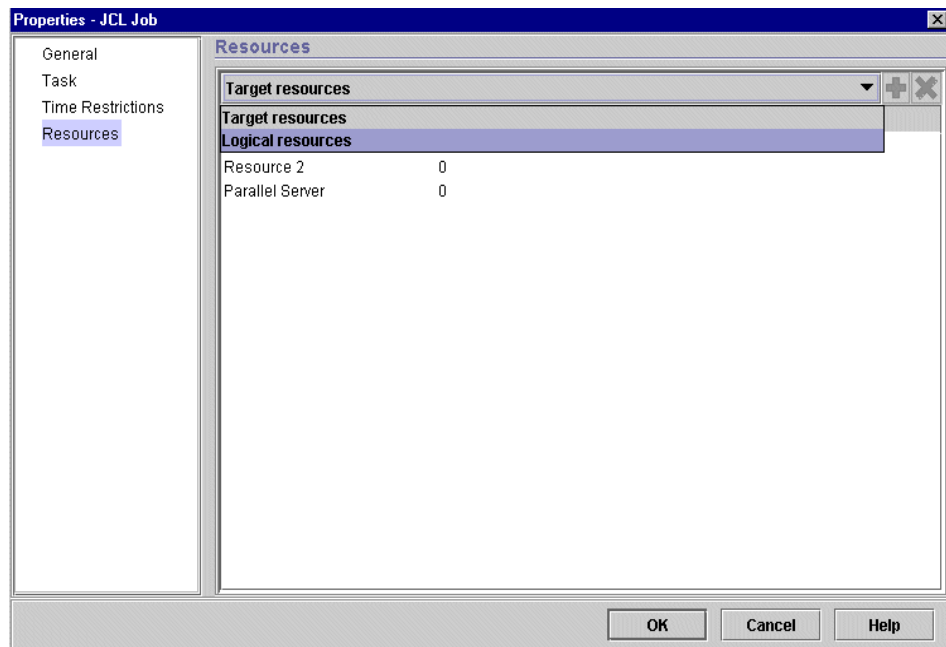 Properties - JCL Job
General
Task
Time Restrictions
Resources
Resources
Target resources
Target resources
Logical resources
Resource 2 0
Parallel Server 0
OK Cancel Help